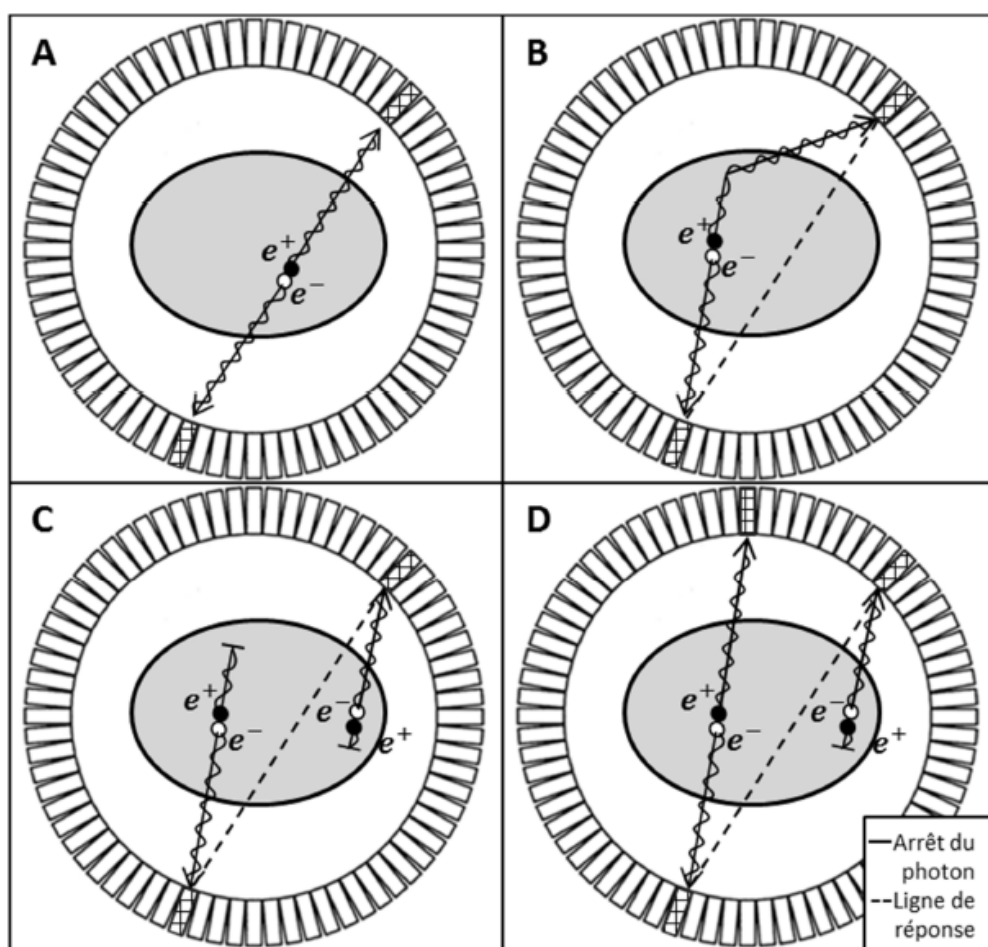 A
e⁺
e⁻
B
e⁺
e⁻
C
e⁺
e⁻
e⁻
e⁺
D
e⁺
e⁻
e⁻
e⁺
Arrêt du
photon
Ligne de
réponse